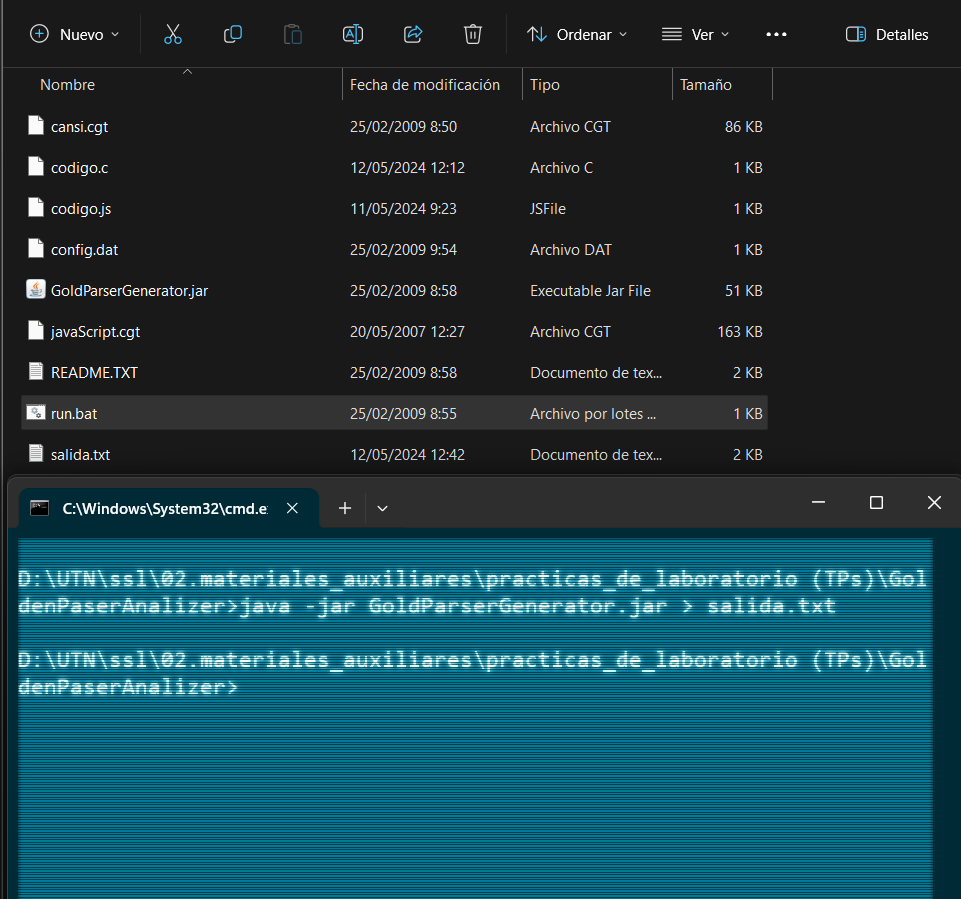 Nuevo Ordenar Ver Detalles
Nombre Fecha de modificación Tipo Tamaño
cansi.cgt 25/02/2009 8:50 Archivo CGT 86 KB
codigo.c 12/05/2024 12:12 Archivo C 1 KB
codigo.js 11/05/2024 9:23 JSFile 1 KB
config.dat 25/02/2009 9:54 Archivo DAT 1 KB
GoldParserGenerator.jar 25/02/2009 8:58 Executable Jar File 51 KB
javaScript.cgt 20/05/2007 12:27 Archivo CGT 163 KB
README.TXT 25/02/2009 8:58 Documento de tex... 2 KB
run.bat 25/02/2009 8:55 Archivo por lotes ... 1 KB
salida.txt 12/05/2024 12:42 Documento de tex... 2 KB
C:\Windows\System32\cmd.e
D:\UTN\ssl\02.materiales_auxiliares\practicas_de_laboratorio (TPs)\Gol
denPaserAnalizer>java -jar GoldParserGenerator.jar > salida.txt
D:\UTN\ssl\02.materiales_auxiliares\practicas_de_laboratorio (TPs)\Gol
denPaserAnalizer>